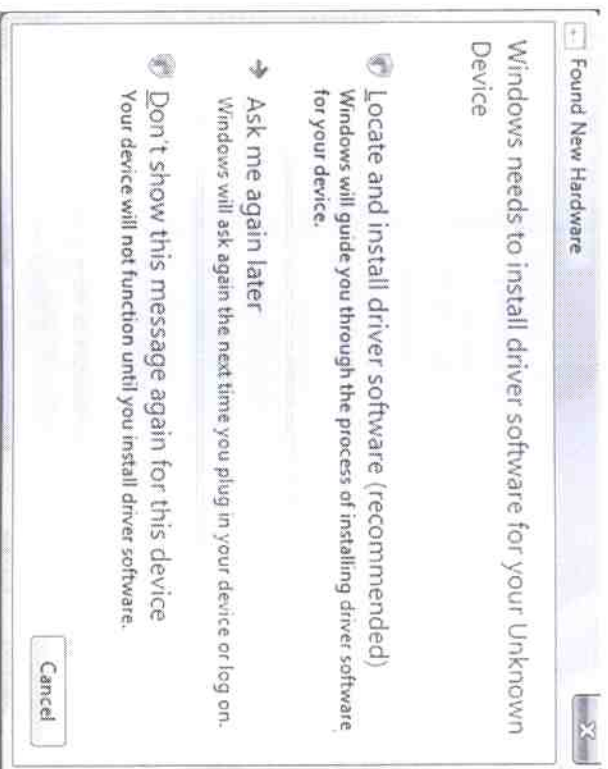 Found New Hardware
Windows needs to install driver software for your Unknown
Device
Locate and install driver software (recommended)
Windows will guide you through the process of installing driver software
for your device.
Ask me again later
Windows will ask again the next time you plug in your device or log on.
Don't show this message again for this device
Your device will not function until you install driver software.
Cancel